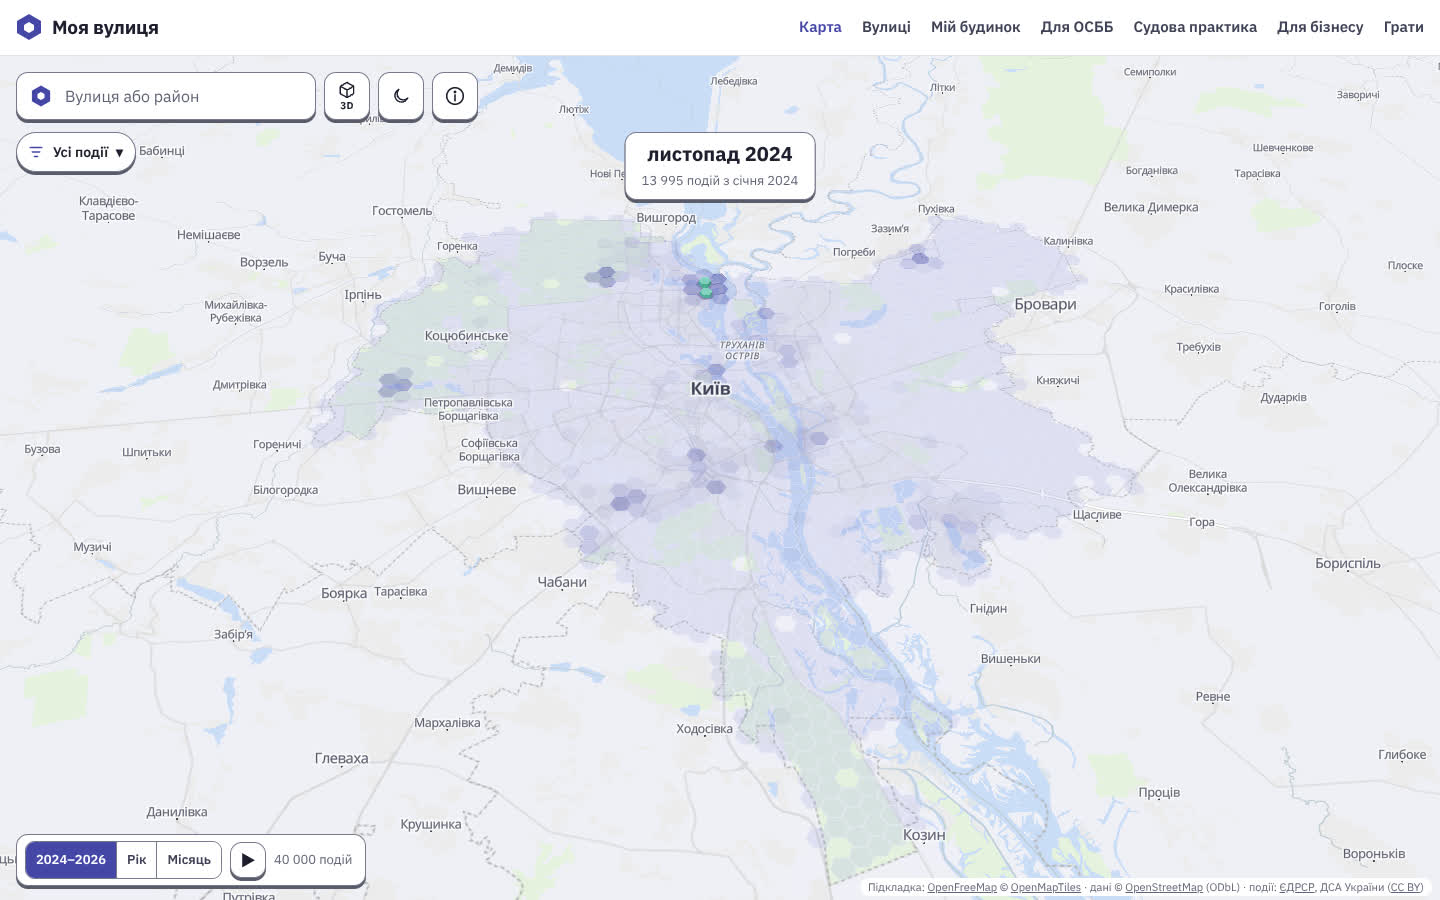 Моя вулиця
Карта Вулиці Мій будинок Для ОСББ Судова практика Для бізнесу Грати
Вулиця або район
3D
Усі події ▾
листопад 2024
13 995 подій з січня 2024
Демидів
Лебедівка
Літки
Семиполки
Заворичі
Лютіж
Бабинці
Шевченкове
Богданівка
Тарасівка
Клавдієво-
Тарасове
Гостомель
Вишгород
Пухівка
Велика Димерка
Немішаєве
Зазим'я
Калинівка
Горенка
Погреби
Буча
Ворзель
Плоске
Ірпінь
Красилівка
Михайлівка-
Рубежівка
Бровари
Гоголів
Коцюбинське
ТРУХАНІВ
ОСТРІВ
Требухів
Дмитрівка
Княжичі
Київ
Петропавлівська
Борщагівка
Дударків
Бузова
Шпитьки
Гореничі
Софіївська
Борщагівка
Білогородка
Вишневе
Велика
Олександрівка
Щасливе
Гора
Музичі
Бориспіль
Чабани
Боярка
Тарасівка
Гнідин
Забір'я
Вишеньки
Ревне
Мархалівка
Ходосівка
Глеваха
Глибоке
Проців
Данилівка
Крушинка
Козин
Вороньків
2024–2026 Рік Місяць 40 000 подій
Підкладка: OpenFreeMap © OpenMapTiles · дані © OpenStreetMap (ODbL) · події: ЄДРСР, ДСА України (CC BY)
Путрівка